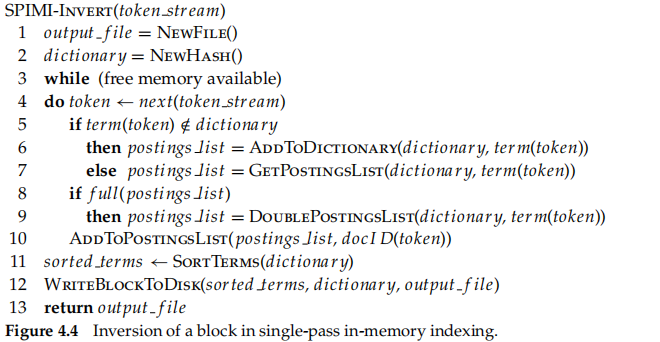 SPIMI-INVERT(token_stream)
1 output_file = NEWFILE()
2 dictionary = NEWHASH()
3 while (free memory available)
4 do token ← next(token_stream)
5 if term(token) ∉ dictionary
6 then postings_list = ADDTODICTIONARY(dictionary, term(token))
7 else postings_list = GETPOSTINGSLIST(dictionary, term(token))
8 if full(postings_list)
9 then postings_list = DOUBLEPOSTINGSLIST(dictionary, term(token))
10 ADDTOPOSTINGSLIST(postings_list, docID(token))
11 sorted_terms ← SORTTERMS(dictionary)
12 WRITEBLOCKTODISK(sorted_terms, dictionary, output_file)
13 return output_file
Figure 4.4 Inversion of a block in single-pass in-memory indexing.